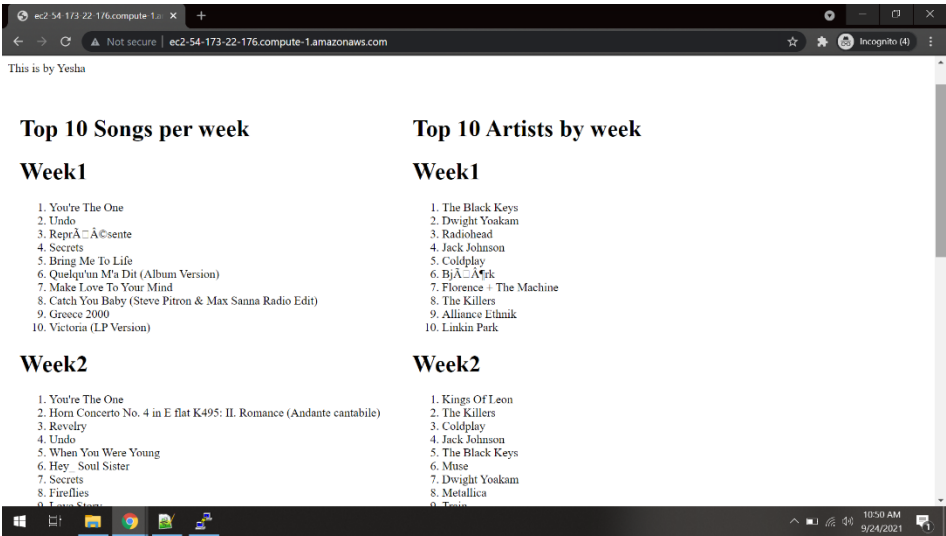 ec2-54-173-22-176.compute-1.a
Not secure | ec2-54-173-22-176.compute-1.amazonaws.com
Incognito (4)
This is by Yesha
Top 10 Songs per week
Week1
1. You're The One
2. Undo
3. ReprÃ□Â©sente
4. Secrets
5. Bring Me To Life
6. Quelqu'un M'a Dit (Album Version)
7. Make Love To Your Mind
8. Catch You Baby (Steve Pitron & Max Sanna Radio Edit)
9. Greece 2000
10. Victoria (LP Version)
Week2
1. You're The One
2. Horn Concerto No. 4 in E flat K495: II. Romance (Andante cantabile)
3. Revelry
4. Undo
5. When You Were Young
6. Hey_ Soul Sister
7. Secrets
8. Fireflies
9. Love Story
Top 10 Artists by week
Week1
1. The Black Keys
2. Dwight Yoakam
3. Radiohead
4. Jack Johnson
5. Coldplay
6. BjÃ□Â¶rk
7. Florence + The Machine
8. The Killers
9. Alliance Ethnik
10. Linkin Park
Week2
1. Kings Of Leon
2. The Killers
3. Coldplay
4. Jack Johnson
5. The Black Keys
6. Muse
7. Dwight Yoakam
8. Metallica
9. Train
10:50 AM
9/24/2021